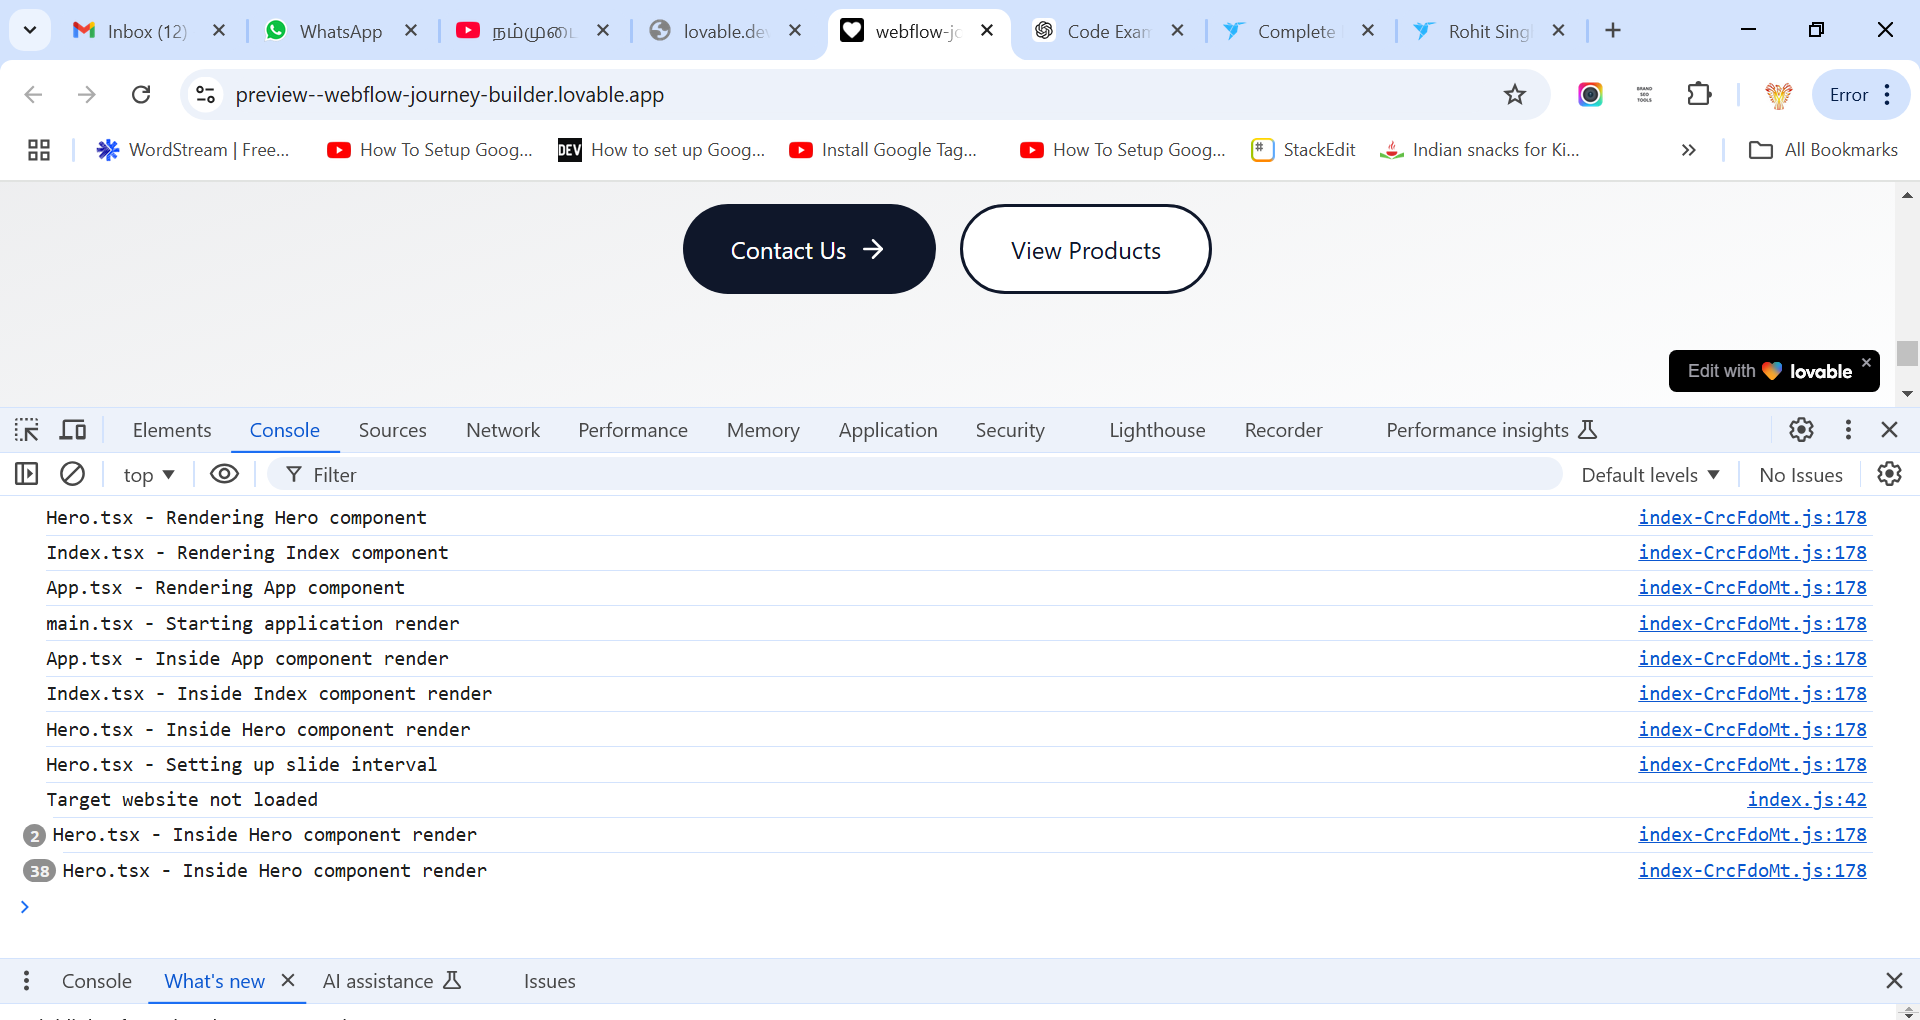 Inbox (12)
WhatsApp
நம்முடை
lovable.dev
webflow-jo
Code Exam
Complete
Rohit Singh
preview--webflow-journey-builder.lovable.app
BRAND SEO TOOLS
Error
WordStream | Free...
How To Setup Goog...
DEV How to set up Goog...
Install Google Tag...
How To Setup Goog...
StackEdit
Indian snacks for Ki...
All Bookmarks
Contact Us
View Products
Edit with lovable
Elements
Console
Sources
Network
Performance
Memory
Application
Security
Lighthouse
Recorder
Performance insights
top
Filter
Default levels
No Issues
Hero.tsx - Rendering Hero component index-CrcFdoMt.js:178
Index.tsx - Rendering Index component index-CrcFdoMt.js:178
App.tsx - Rendering App component index-CrcFdoMt.js:178
main.tsx - Starting application render index-CrcFdoMt.js:178
App.tsx - Inside App component render index-CrcFdoMt.js:178
Index.tsx - Inside Index component render index-CrcFdoMt.js:178
Hero.tsx - Inside Hero component render index-CrcFdoMt.js:178
Hero.tsx - Setting up slide interval index-CrcFdoMt.js:178
Target website not loaded index.js:42
2 Hero.tsx - Inside Hero component render index-CrcFdoMt.js:178
38 Hero.tsx - Inside Hero component render index-CrcFdoMt.js:178
Console
What's new
AI assistance
Issues